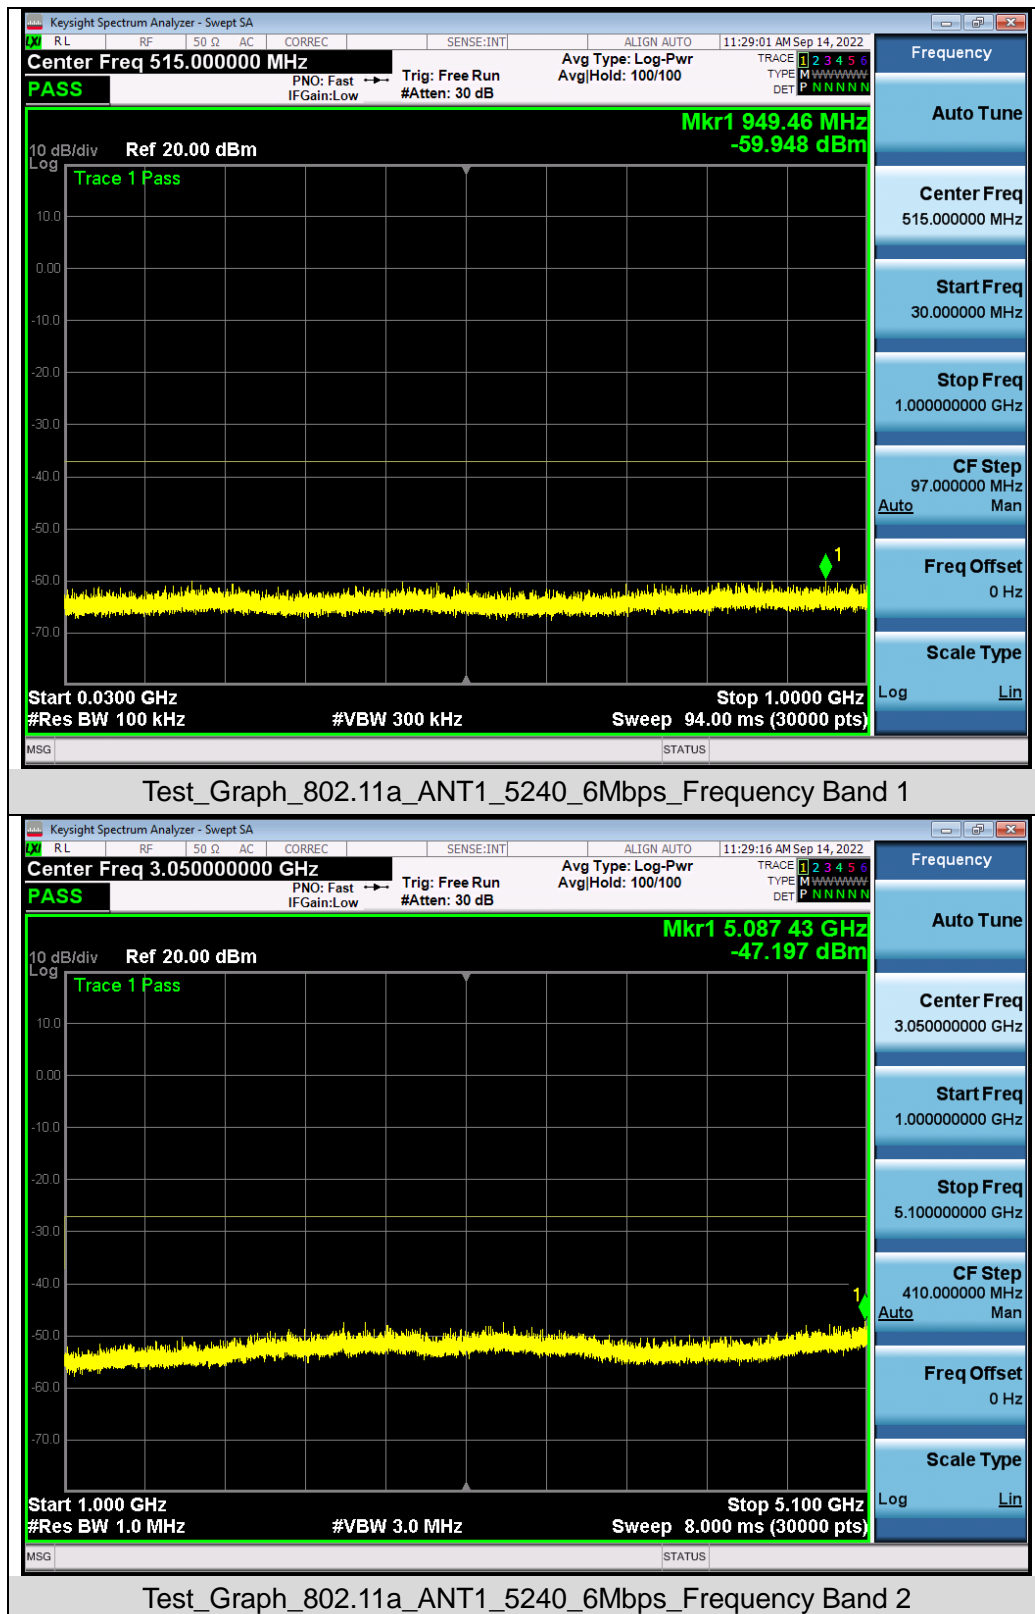 Keysight Spectrum Analyzer - Swept SA
LXI RL RF 50 Ω AC CORREC SENSE:INT ALIGN AUTO 11:29:01 AM Sep 14, 2022
Center Freq 515.000000 MHz
Avg Type: Log-Pwr
TRACE 1 2 3 4 5 6
PASS
PNO: Fast
Trig: Free Run
Avg|Hold: 100/100
TYPE M WWWWW
IFGain:Low
#Atten: 30 dB
DET P N N N N N
Mkr1 949.46 MHz
-59.948 dBm
10 dB/div Ref 20.00 dBm
Log
Trace 1 Pass
10.0
0.00
-10.0
-20.0
-30.0
-40.0
-50.0
-60.0
-70.0
1
Start 0.0300 GHz
Stop 1.0000 GHz
#Res BW 100 kHz
#VBW 300 kHz
Sweep 94.00 ms (30000 pts)
MSG
STATUS
Frequency
Auto Tune
Center Freq
515.000000 MHz
Start Freq
30.000000 MHz
Stop Freq
1.000000000 GHz
CF Step
97.000000 MHz
Auto Man
Freq Offset
0 Hz
Scale Type
Log Lin
Test_Graph_802.11a_ANT1_5240_6Mbps_Frequency Band 1
Keysight Spectrum Analyzer - Swept SA
LXI RL RF 50 Ω AC CORREC SENSE:INT ALIGN AUTO 11:29:16 AM Sep 14, 2022
Center Freq 3.050000000 GHz
Avg Type: Log-Pwr
TRACE 1 2 3 4 5 6
PASS
PNO: Fast
Trig: Free Run
Avg|Hold: 100/100
TYPE M WWWWW
IFGain:Low
#Atten: 30 dB
DET P N N N N N
Mkr1 5.087 43 GHz
-47.197 dBm
10 dB/div Ref 20.00 dBm
Log
Trace 1 Pass
10.0
0.00
-10.0
-20.0
-30.0
-40.0
-50.0
-60.0
-70.0
1
Start 1.000 GHz
Stop 5.100 GHz
#Res BW 1.0 MHz
#VBW 3.0 MHz
Sweep 8.000 ms (30000 pts)
MSG
STATUS
Frequency
Auto Tune
Center Freq
3.050000000 GHz
Start Freq
1.000000000 GHz
Stop Freq
5.100000000 GHz
CF Step
410.000000 MHz
Auto Man
Freq Offset
0 Hz
Scale Type
Log Lin
Test_Graph_802.11a_ANT1_5240_6Mbps_Frequency Band 2